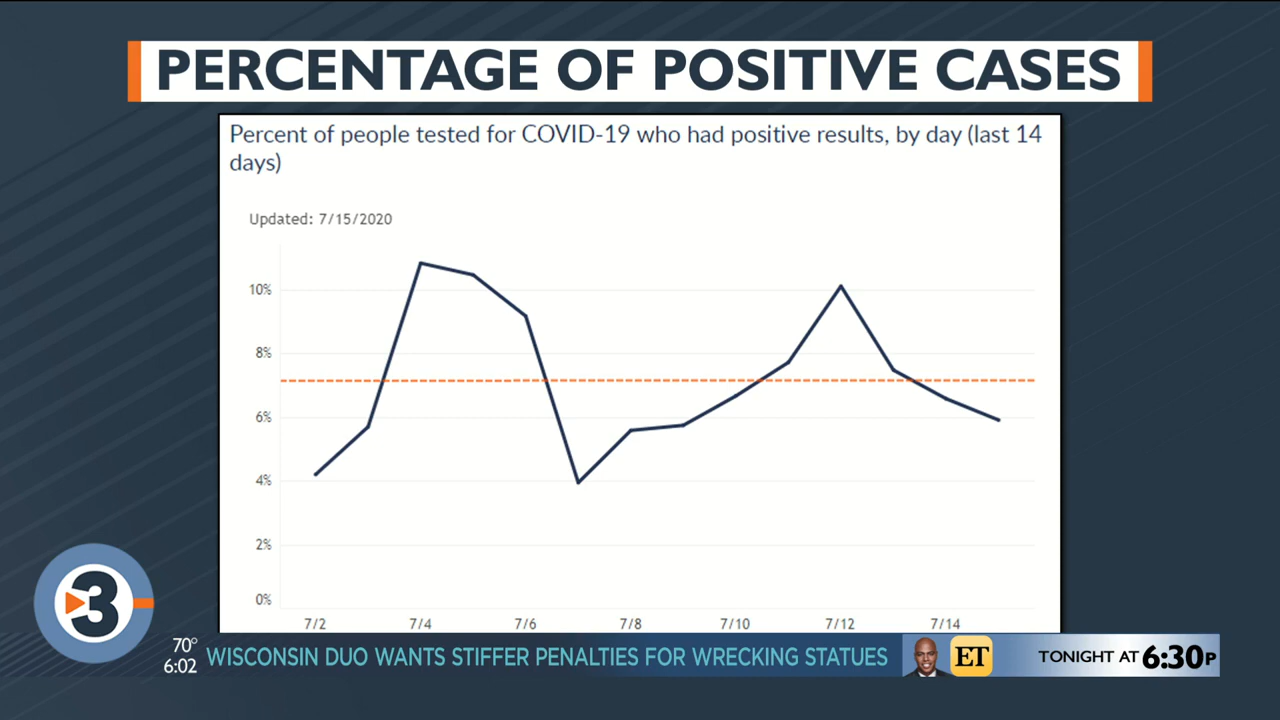 PERCENTAGE OF POSITIVE CASES
Percent of people tested for COVID-19 who had positive results, by day (last 14
days)
Updated: 7/15/2020
10%
8%
6%
4%
2%
0%
7/2 7/4 7/6 7/8 7/10 7/12 7/14
3
70°
6:02
WISCONSIN DUO WANTS STIFFER PENALTIES FOR WRECKING STATUES
ET
TONIGHT AT 6:30P